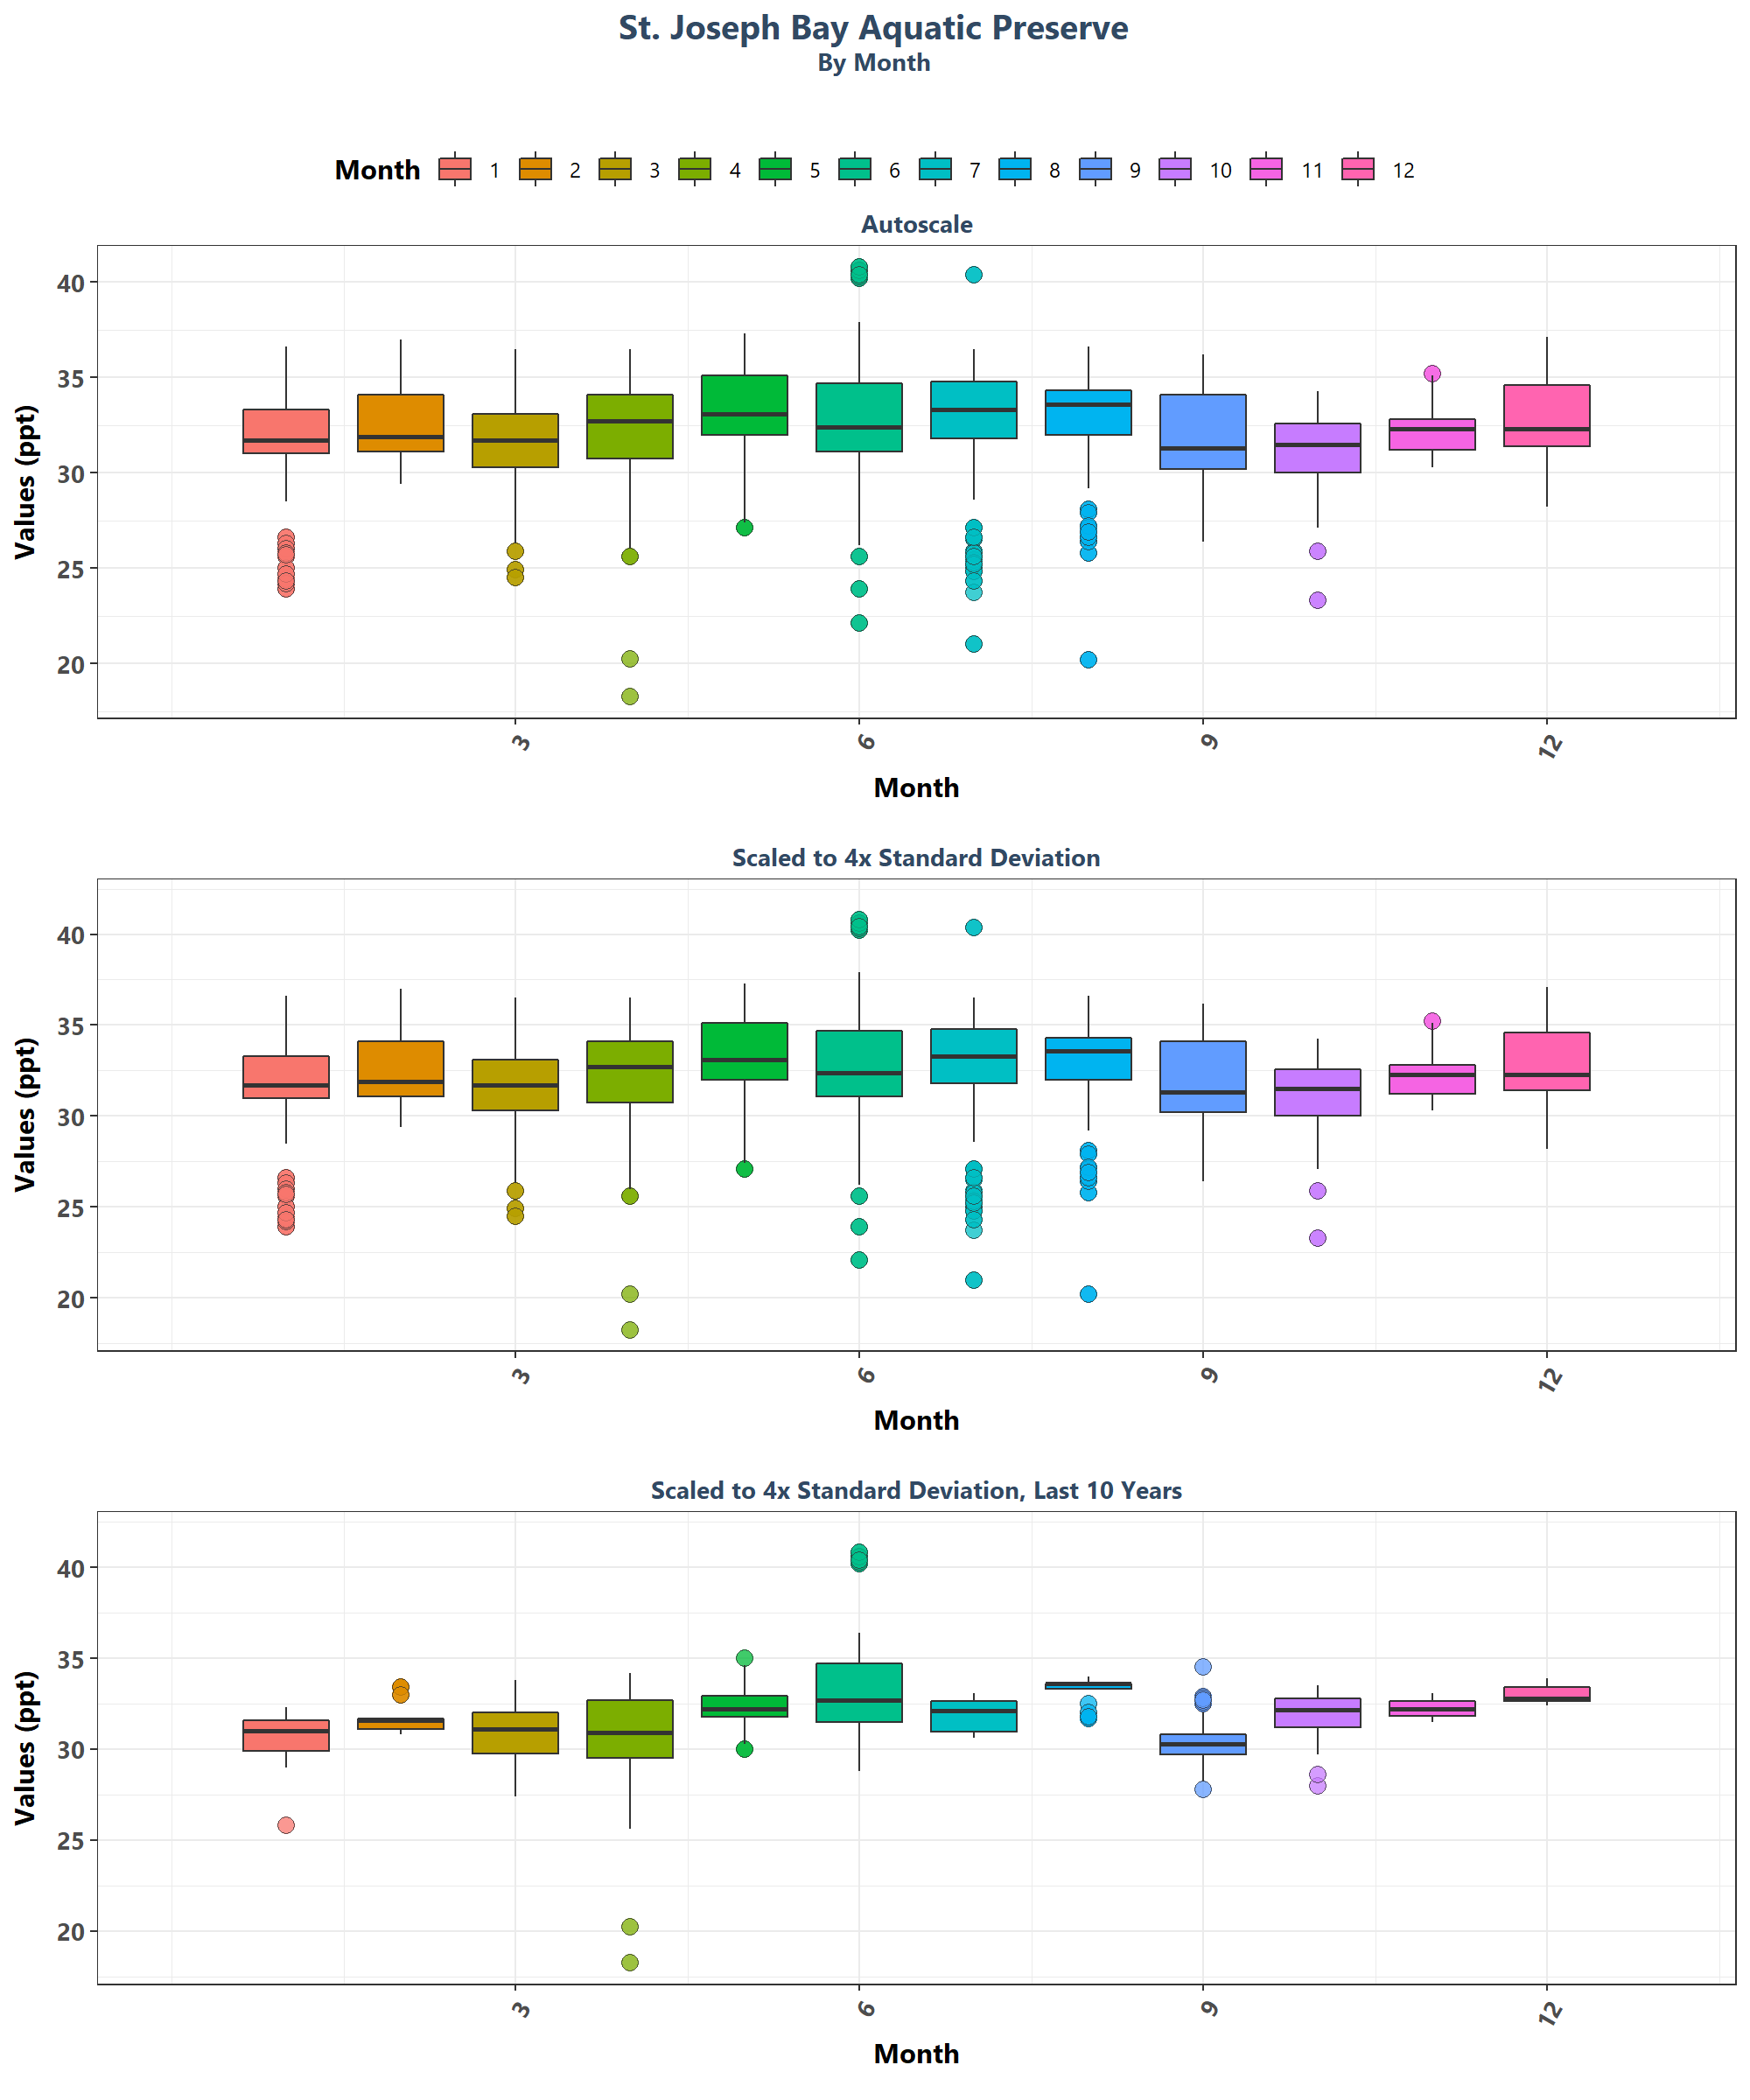 St. Joseph Bay Aquatic Preserve
By Month
Month 1 2 3 4 5 6 7 8 9 10 11 12
Autoscale
Values (ppt)
40
35
30
25
20
3 6 9 12
Month
Scaled to 4x Standard Deviation
Values (ppt)
40
35
30
25
20
3 6 9 12
Month
Scaled to 4x Standard Deviation, Last 10 Years
Values (ppt)
40
35
30
25
20
3 6 9 12
Month